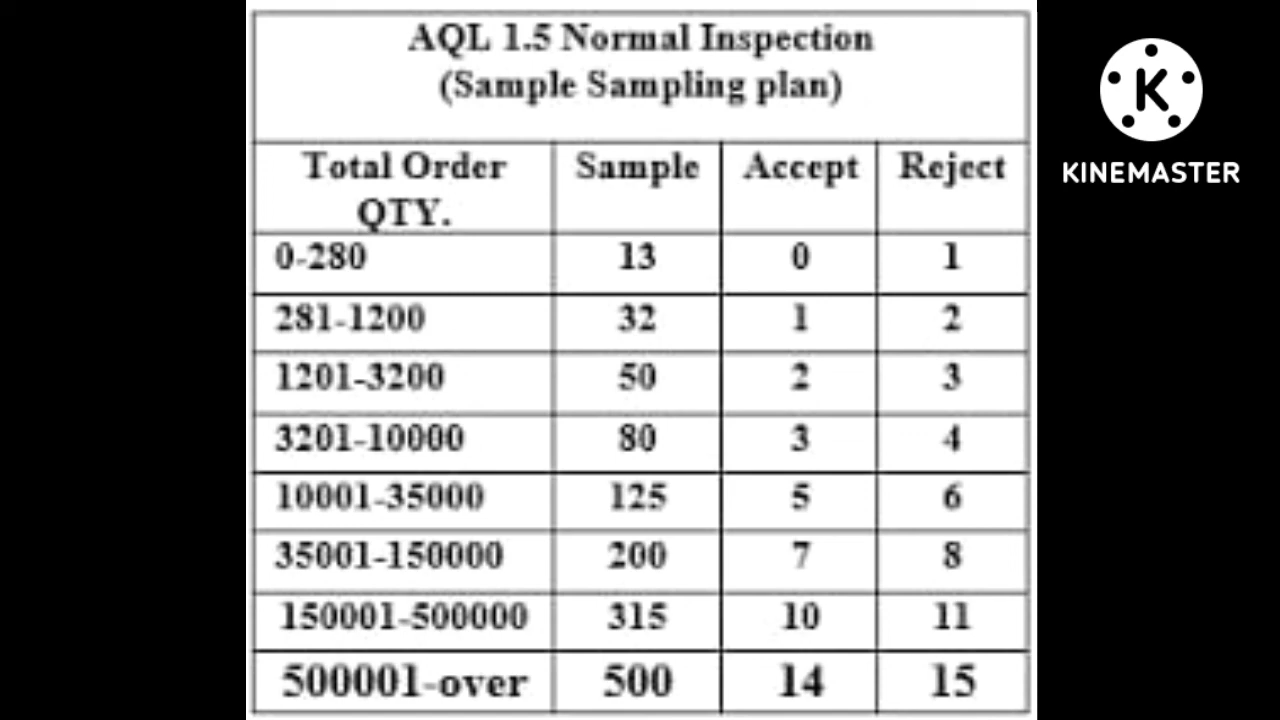 AQL 1.5 Normal Inspection
(Sample Sampling plan)
Total Order QTY. Sample Accept Reject
0-280 13 0 1
281-1200 32 1 2
1201-3200 50 2 3
3201-10000 80 3 4
10001-35000 125 5 6
35001-150000 200 7 8
150001-500000 315 10 11
500001-over 500 14 15
K
KINEMASTER